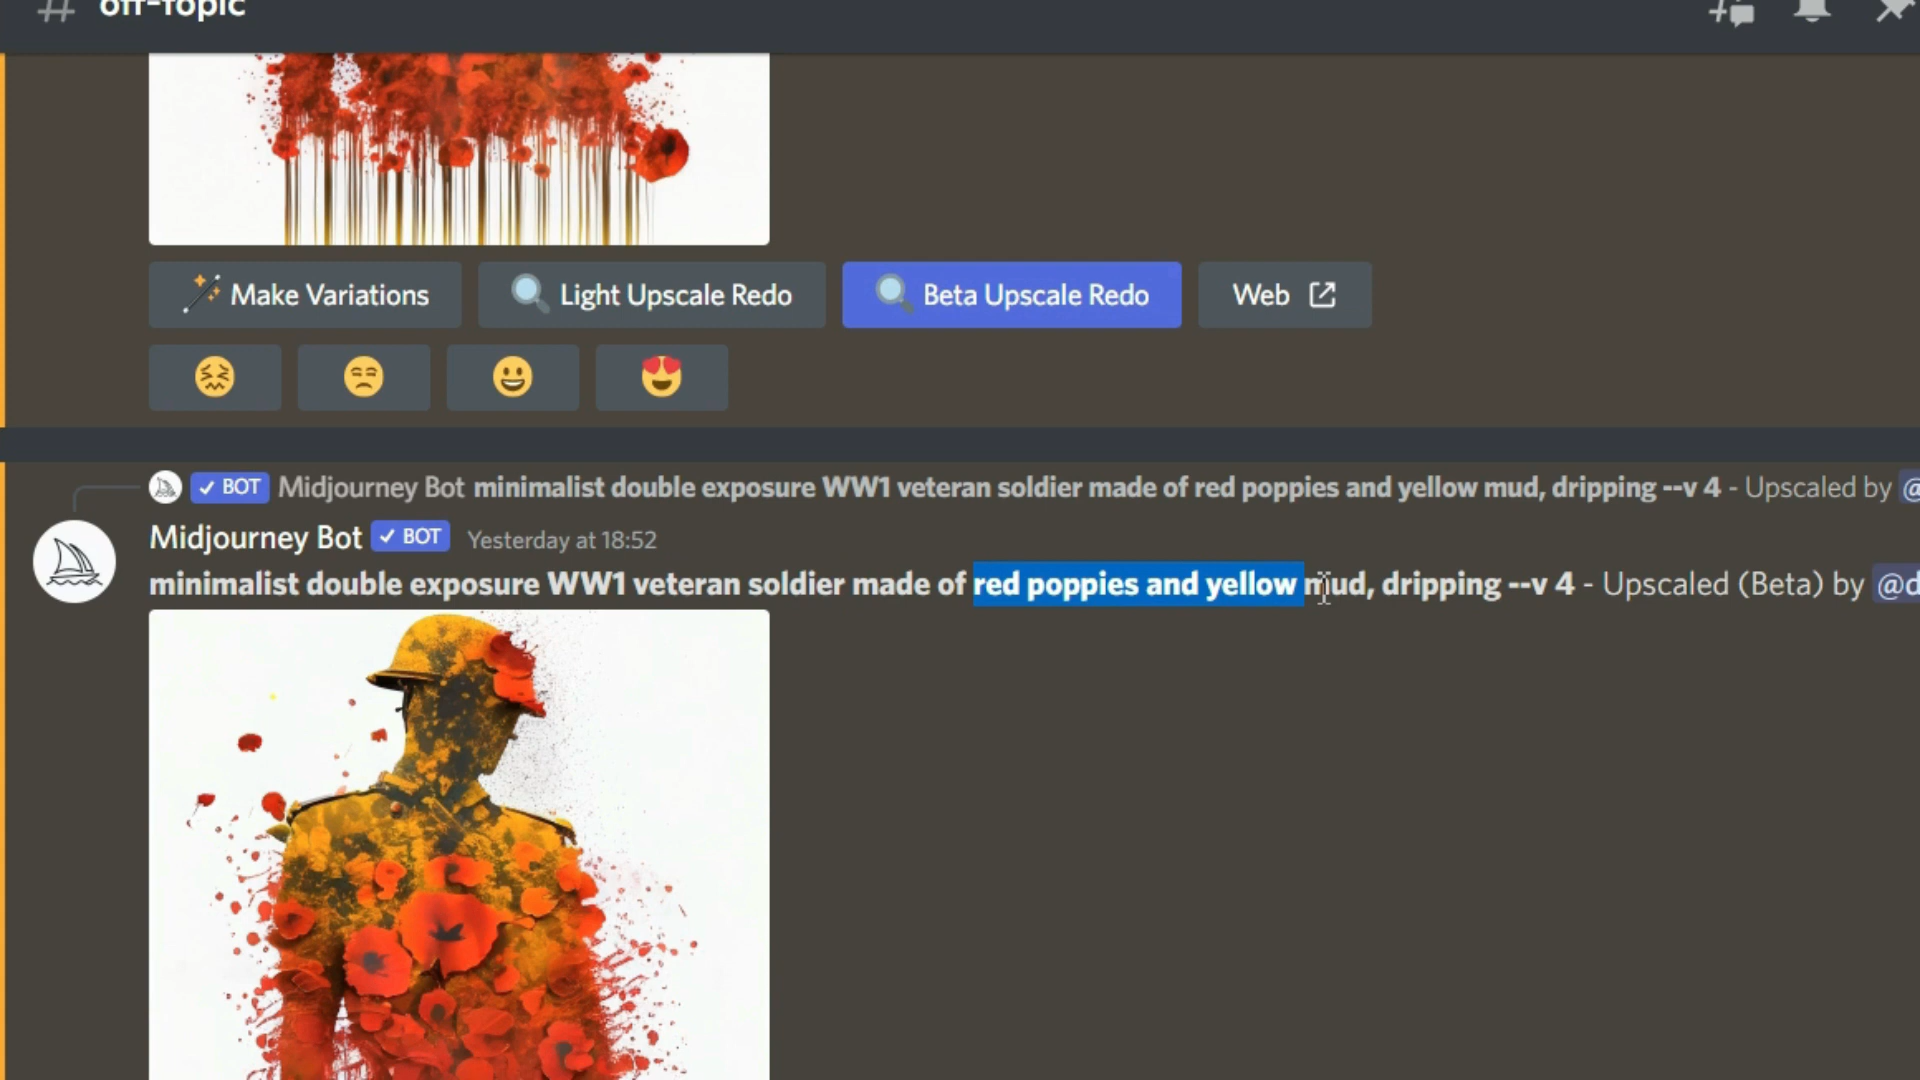 off-topic
Make Variations Light Upscale Redo Beta Upscale Redo Web
BOT Midjourney Bot minimalist double exposure WW1 veteran soldier made of red poppies and yellow mud, dripping --v 4 - Upscaled by @
Midjourney Bot BOT Yesterday at 18:52
minimalist double exposure WW1 veteran soldier made of red poppies and yellow mud, dripping --v 4 - Upscaled (Beta) by @d